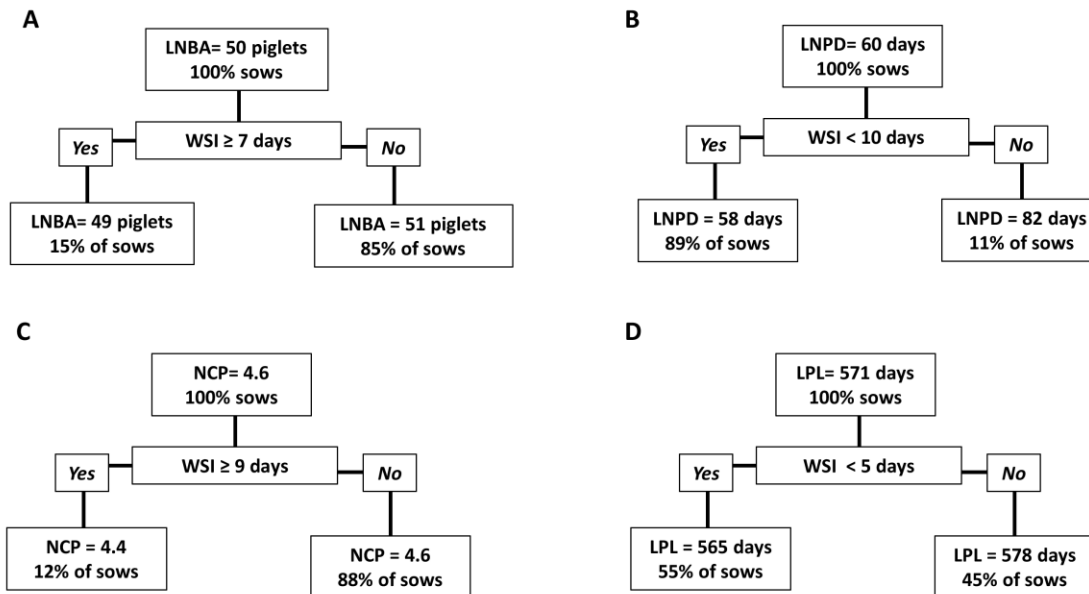 A
LNBA= 50 piglets
100% sows
Yes
WSI ≥ 7 days
No
LNBA= 49 piglets
15% of sows
LNBA = 51 piglets
85% of sows
B
LNPD= 60 days
100% sows
Yes
WSI < 10 days
No
LNPD = 58 days
89% of sows
LNPD = 82 days
11% of sows
C
NCP= 4.6
100% sows
Yes
WSI ≥ 9 days
No
NCP = 4.4
12% of sows
NCP = 4.6
88% of sows
D
LPL= 571 days
100% sows
Yes
WSI < 5 days
No
LPL = 565 days
55% of sows
LPL = 578 days
45% of sows